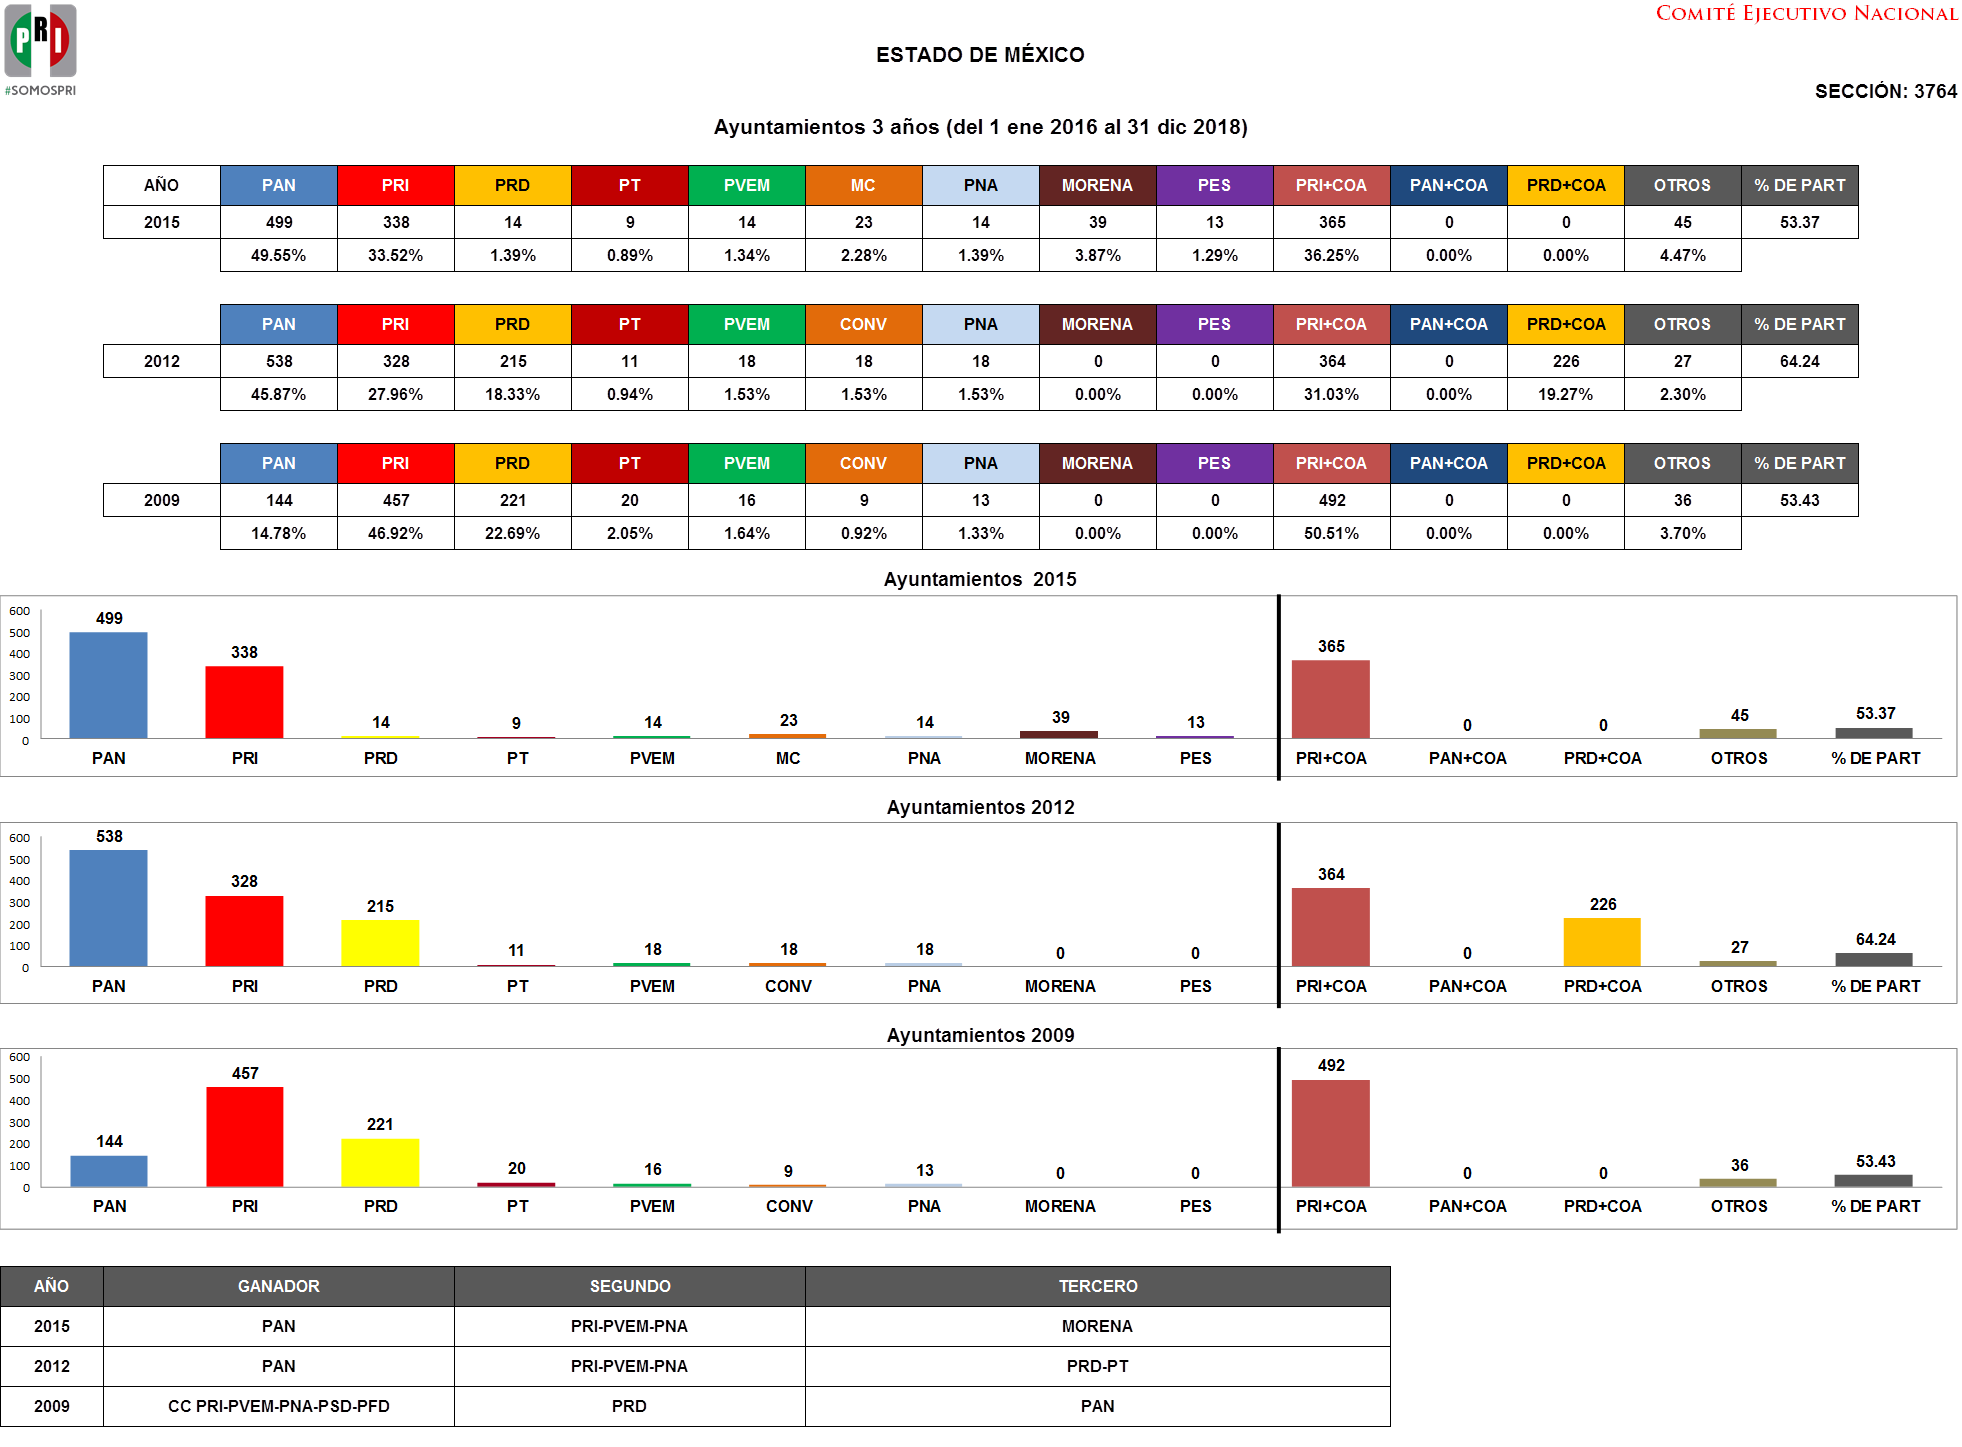 PRI
#SOMOSPRI
COMITÉ EJECUTIVO NACIONAL
ESTADO DE MÉXICO
SECCIÓN: 3764
Ayuntamientos 3 años (del 1 ene 2016 al 31 dic 2018)
AÑO PAN PRI PRD PT PVEM MC PNA MORENA PES PRI+COA PAN+COA PRD+COA OTROS % DE PART
2015 499 338 14 9 14 23 14 39 13 365 0 0 45 53.37
49.55% 33.52% 1.39% 0.89% 1.34% 2.28% 1.39% 3.87% 1.29% 36.25% 0.00% 0.00% 4.47%
PAN PRI PRD PT PVEM CONV PNA MORENA PES PRI+COA PAN+COA PRD+COA OTROS % DE PART
2012 538 328 215 11 18 18 18 0 0 364 0 226 27 64.24
45.87% 27.96% 18.33% 0.94% 1.53% 1.53% 1.53% 0.00% 0.00% 31.03% 0.00% 19.27% 2.30%
PAN PRI PRD PT PVEM CONV PNA MORENA PES PRI+COA PAN+COA PRD+COA OTROS % DE PART
2009 144 457 221 20 16 9 13 0 0 492 0 0 36 53.43
14.78% 46.92% 22.69% 2.05% 1.64% 0.92% 1.33% 0.00% 0.00% 50.51% 0.00% 0.00% 3.70%
Ayuntamientos 2015
600
500
400
300
200
100
0
499 338 14 9 14 23 14 39 13 365 0 0 45 53.37
PAN PRI PRD PT PVEM MC PNA MORENA PES PRI+COA PAN+COA PRD+COA OTROS % DE PART
Ayuntamientos 2012
600
500
400
300
200
100
0
538 328 215 11 18 18 18 0 0 364 0 226 27 64.24
PAN PRI PRD PT PVEM CONV PNA MORENA PES PRI+COA PAN+COA PRD+COA OTROS % DE PART
Ayuntamientos 2009
600
500
400
300
200
100
0
144 457 221 20 16 9 13 0 0 492 0 0 36 53.43
PAN PRI PRD PT PVEM CONV PNA MORENA PES PRI+COA PAN+COA PRD+COA OTROS % DE PART
AÑO GANADOR SEGUNDO TERCERO
2015 PAN PRI-PVEM-PNA MORENA
2012 PAN PRI-PVEM-PNA PRD-PT
2009 CC PRI-PVEM-PNA-PSD-PFD PRD PAN